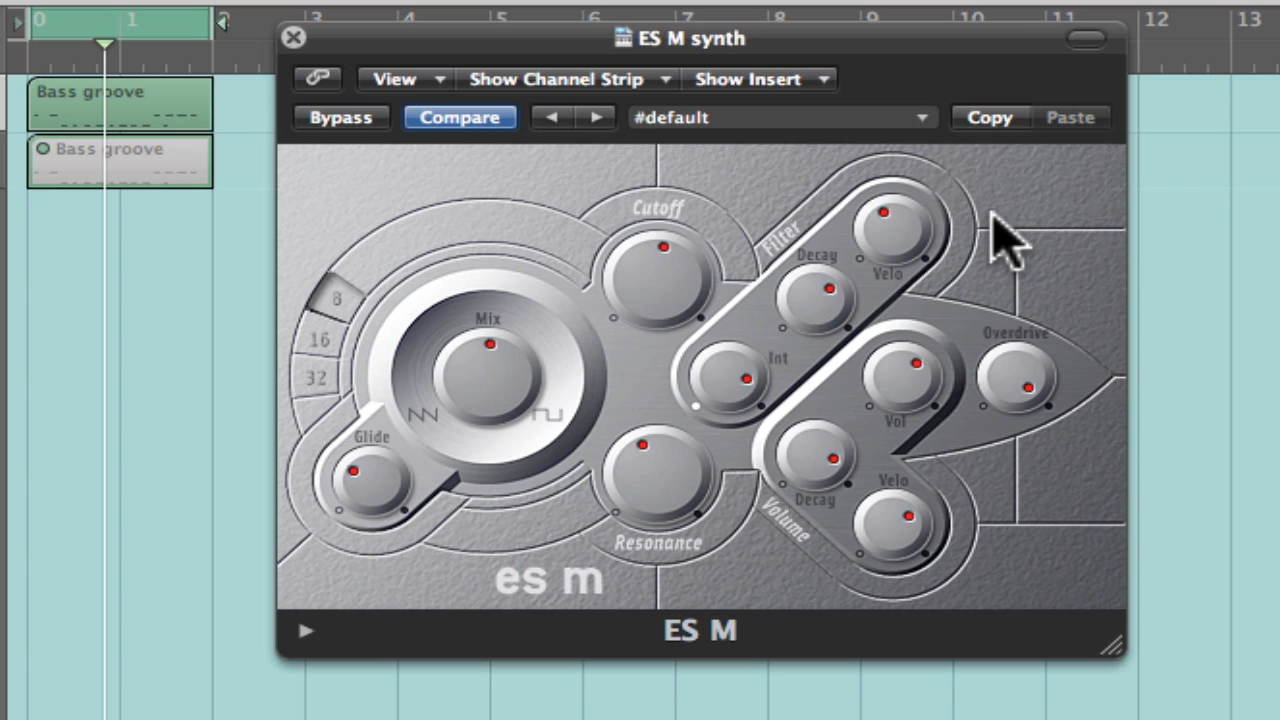 0 1 2 3 4 5 6 7 8 9 10 11 12 13
ES M synth
View Show Channel Strip Show Insert
Bypass Compare #default Copy Paste
Bass groove
Bass groove
Cutoff
Filter
Decay
Velo
8
16
32
Mix
Int
Overdrive
Vol
Glide
Decay
Velo
Volume
Resonance
es m
ES M